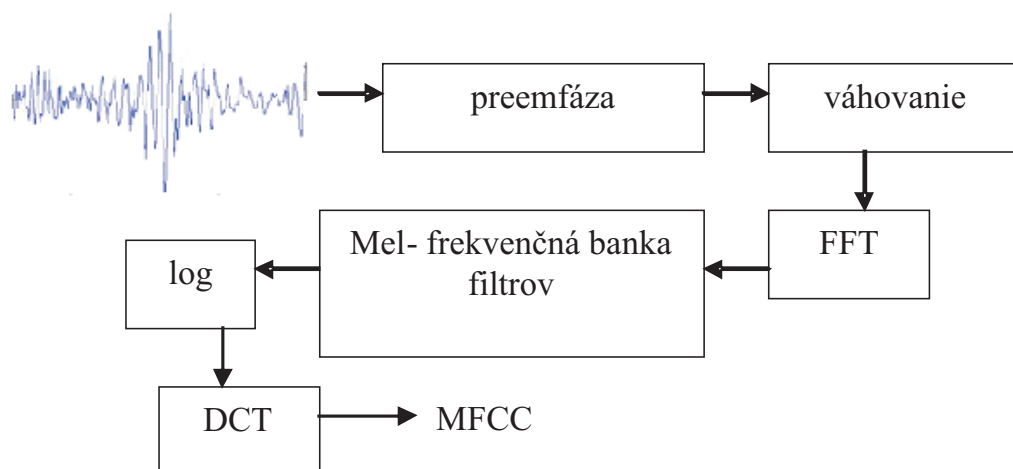 preemfáza
váhovanie
FFT
Mel- frekvenčná banka
filtrov
log
DCT
MFCC